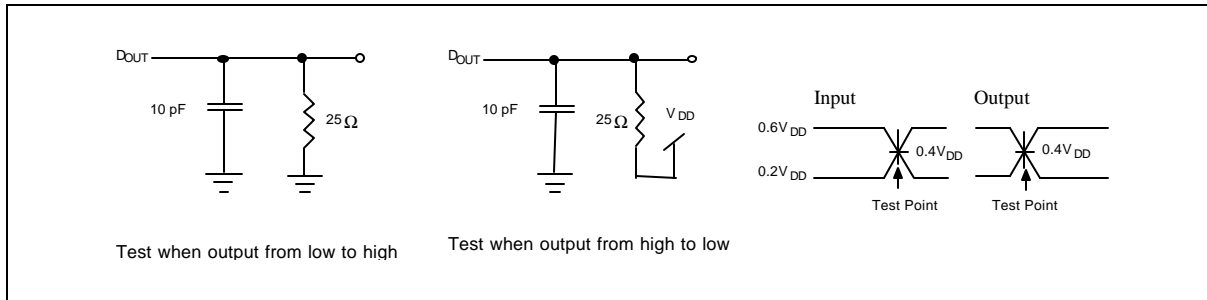 DOUT
10 pF
25Ω
Test when output from low to high
DOUT
10 pF
25Ω
VDD
Test when output from high to low
Input
Output
0.6VDD
0.2VDD
0.4VDD
0.4VDD
Test Point
Test Point